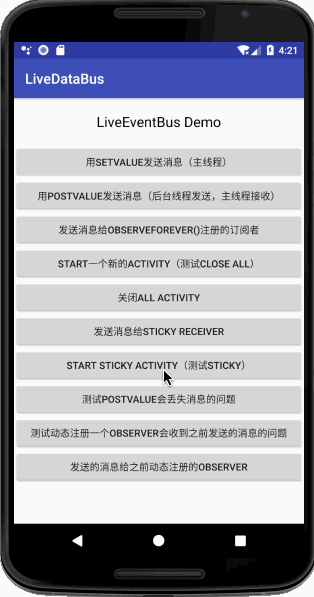 4:21
LiveDataBus
LiveEventBus Demo
用SETVALUE发送消息（主线程）
用POSTVALUE发送消息（后台线程发送，主线程接收）
发送消息给OBSERVEFOREVER()注册的订阅者
START一个新的ACTIVITY（测试CLOSE ALL）
关闭ALL ACTIVITY
发送消息给STICKY RECEIVER
START STICKY ACTIVITY（测试STICKY）
测试POSTVALUE会丢失消息的问题
测试动态注册一个OBSERVER会收到之前发送的消息的问题
发送的消息给之前动态注册的OBSERVER